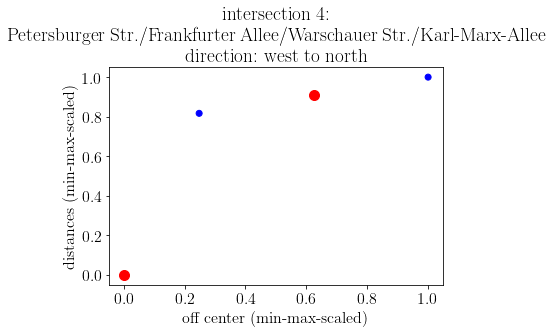 intersection 4:
Petersburger Str./Frankfurter Allee/Warschauer Str./Karl-Marx-Allee
direction: west to north
distances (min-max-scaled)
1.0
0.8
0.6
0.4
0.2
0.0
0.0 0.2 0.4 0.6 0.8 1.0
off center (min-max-scaled)